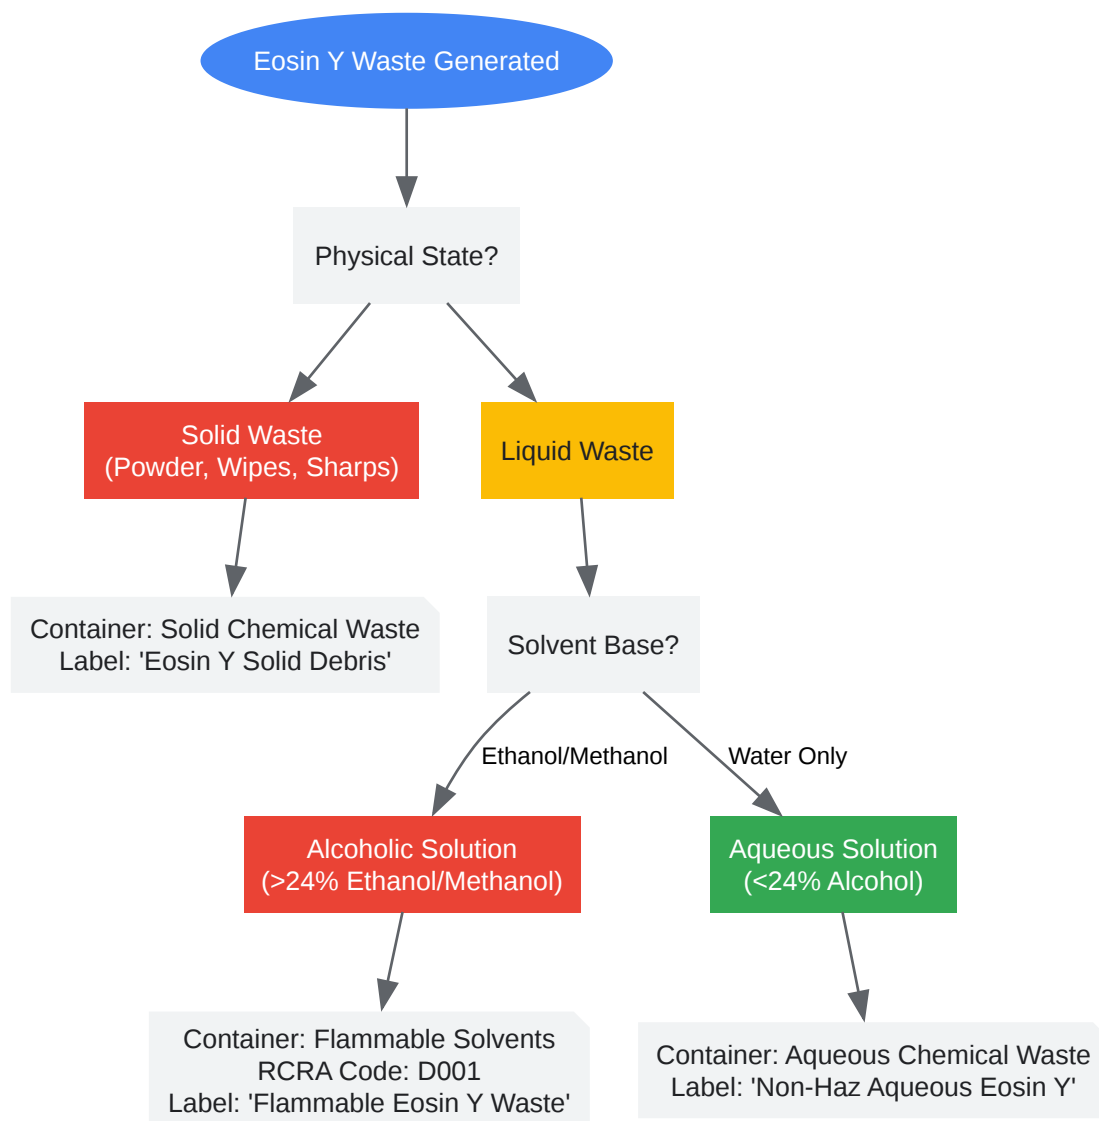 Eosin Y Waste Generated
Physical State?
Solid Waste
(Powder, Wipes, Sharps)
Liquid Waste
Container: Solid Chemical Waste
Label: 'Eosin Y Solid Debris'
Solvent Base?
Ethanol/Methanol
Water Only
Alcoholic Solution
(>24% Ethanol/Methanol)
Aqueous Solution
(<24% Alcohol)
Container: Flammable Solvents
RCRA Code: D001
Label: 'Flammable Eosin Y Waste'
Container: Aqueous Chemical Waste
Label: 'Non-Haz Aqueous Eosin Y'